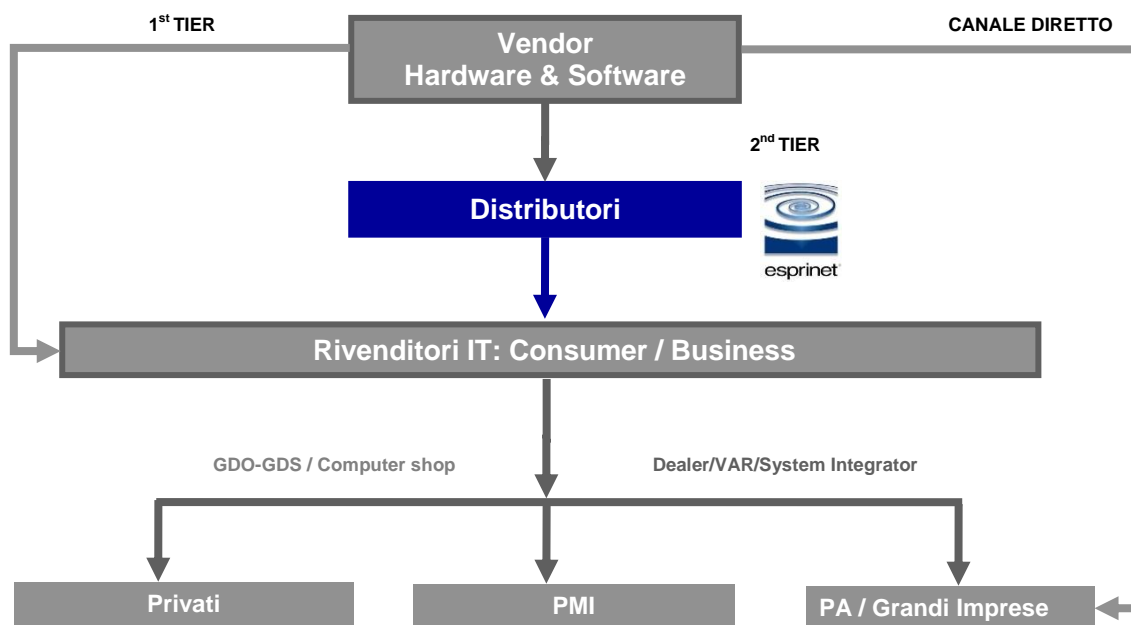 1st TIER
CANALE DIRETTO
Vendor
Hardware & Software
2nd TIER
Distributori
esprinet
Rivenditori IT: Consumer / Business
GDO-GDS / Computer shop
Dealer/VAR/System Integrator
Privati
PMI
PA / Grandi Imprese